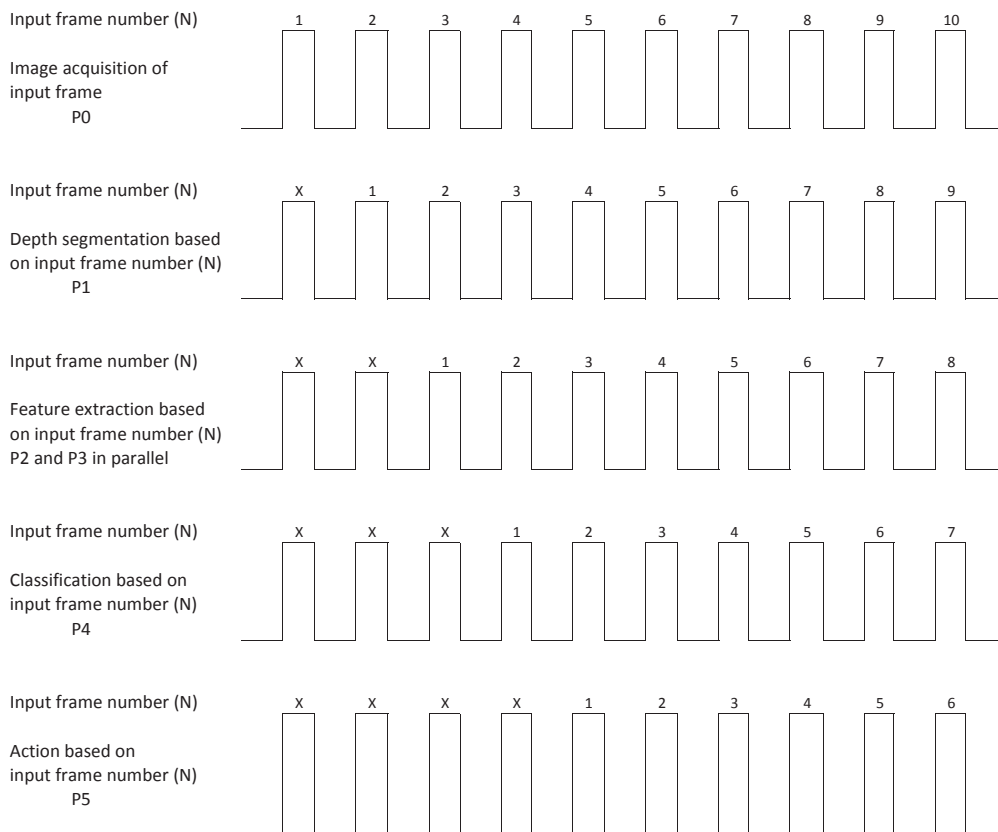 Input frame number (N) 1 2 3 4 5 6 7 8 9 10
Image acquisition of
input frame
P0
Input frame number (N) X 1 2 3 4 5 6 7 8 9
Depth segmentation based
on input frame number (N)
P1
Input frame number (N) X X 1 2 3 4 5 6 7 8
Feature extraction based
on input frame number (N)
P2 and P3 in parallel
Input frame number (N) X X X 1 2 3 4 5 6 7
Classification based on
input frame number (N)
P4
Input frame number (N) X X X X 1 2 3 4 5 6
Action based on
input frame number (N)
P5